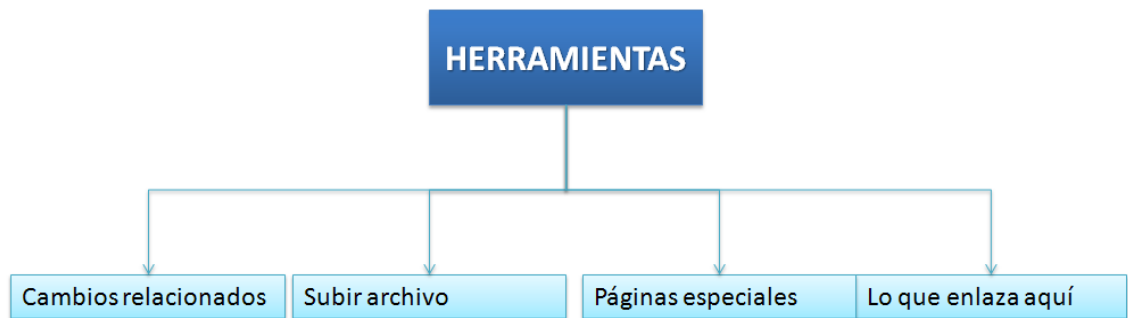 HERRAMIENTAS
Cambios relacionados
Subir archivo
Páginas especiales
Lo que enlaza aquí